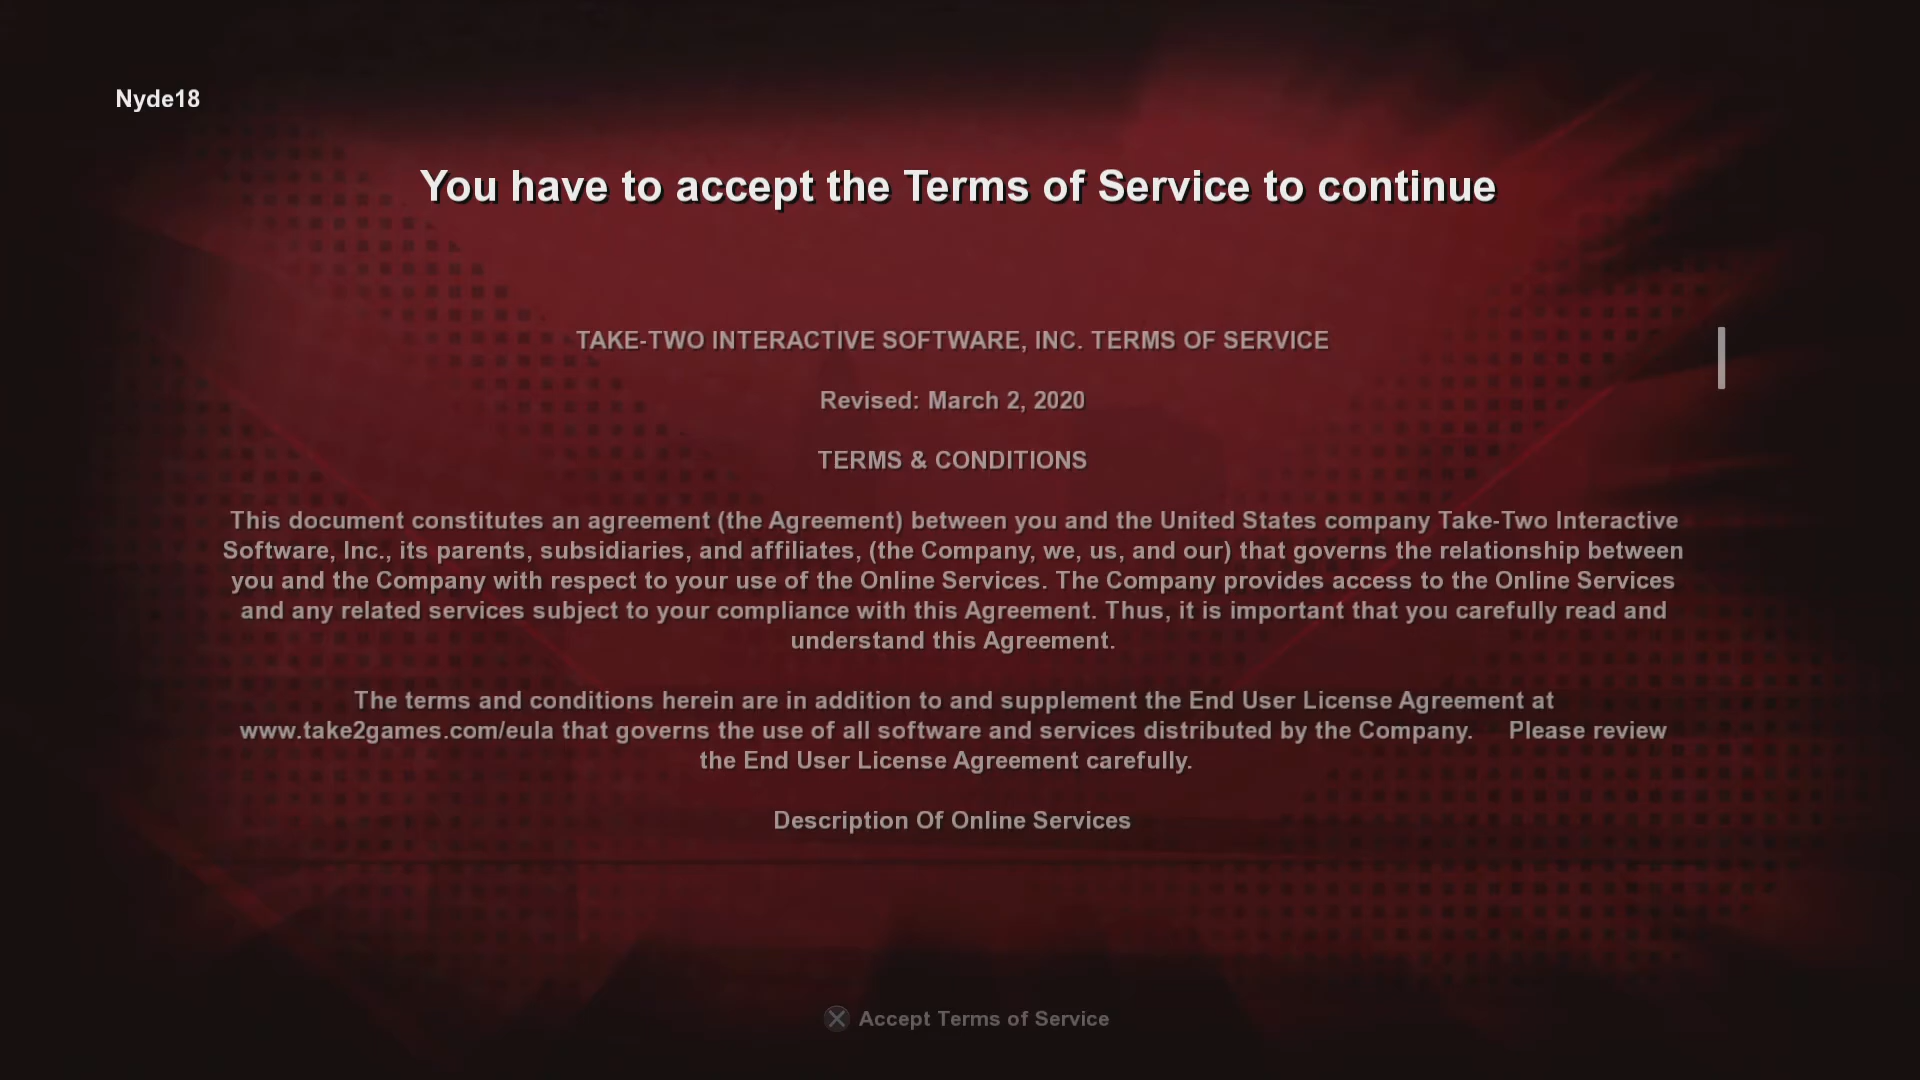 Nyde18
You have to accept the Terms of Service to continue
TAKE-TWO INTERACTIVE SOFTWARE, INC. TERMS OF SERVICE
Revised: March 2, 2020
TERMS & CONDITIONS
This document constitutes an agreement (the Agreement) between you and the United States company Take-Two Interactive
Software, Inc., its parents, subsidiaries, and affiliates, (the Company, we, us, and our) that governs the relationship between
you and the Company with respect to your use of the Online Services. The Company provides access to the Online Services
and any related services subject to your compliance with this Agreement. Thus, it is important that you carefully read and
understand this Agreement.
The terms and conditions herein are in addition to and supplement the End User License Agreement at
www.take2games.com/eula that governs the use of all software and services distributed by the Company. Please review
the End User License Agreement carefully.
Description Of Online Services
Accept Terms of Service